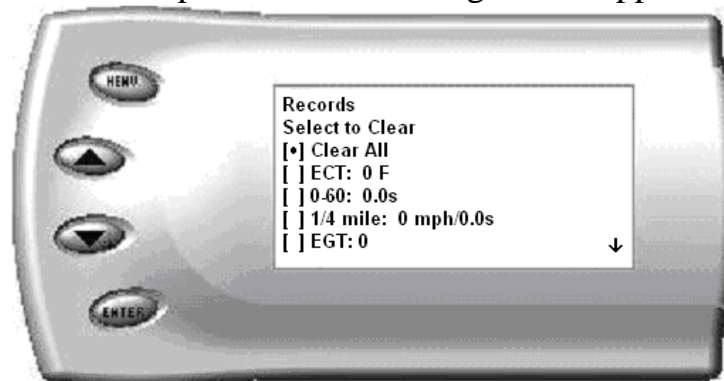 MENU
ENTER
Records
Select to Clear
[•] Clear All
[ ] ECT: 0 F
[ ] 0-60: 0.0s
[ ] 1/4 mile: 0 mph/0.0s
[ ] EGT: 0 ↓